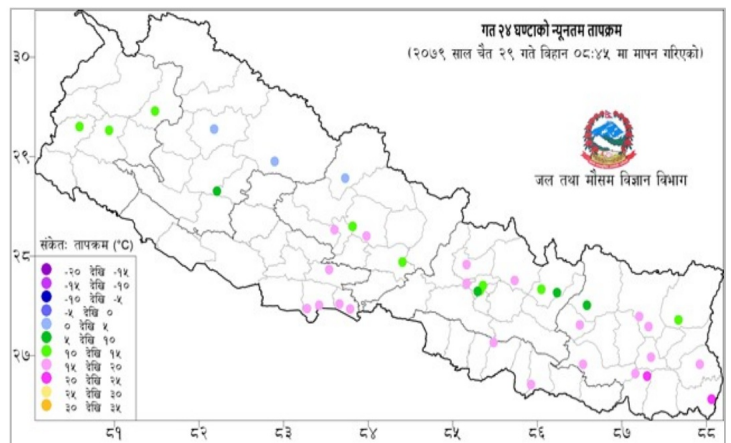 गत २४ घण्टाको न्यूनतम तापक्रम
(२०७९ साल चैत २९ गते बिहान ०८:४५ मा मापन गरिएको)
जल तथा मौसम विज्ञान विभाग
३०
२९
२८
२७
संकेत: तापक्रम (°C)
-२० देखि -१५
-१५ देखि -१०
-१० देखि -५
-५ देखि ०
० देखि ५
५ देखि १०
१० देखि १५
१५ देखि २०
२० देखि २५
२५ देखि ३०
३० देखि ३५
८१ ८२ ८३ ८४ ८५ ८६ ८७ ८८